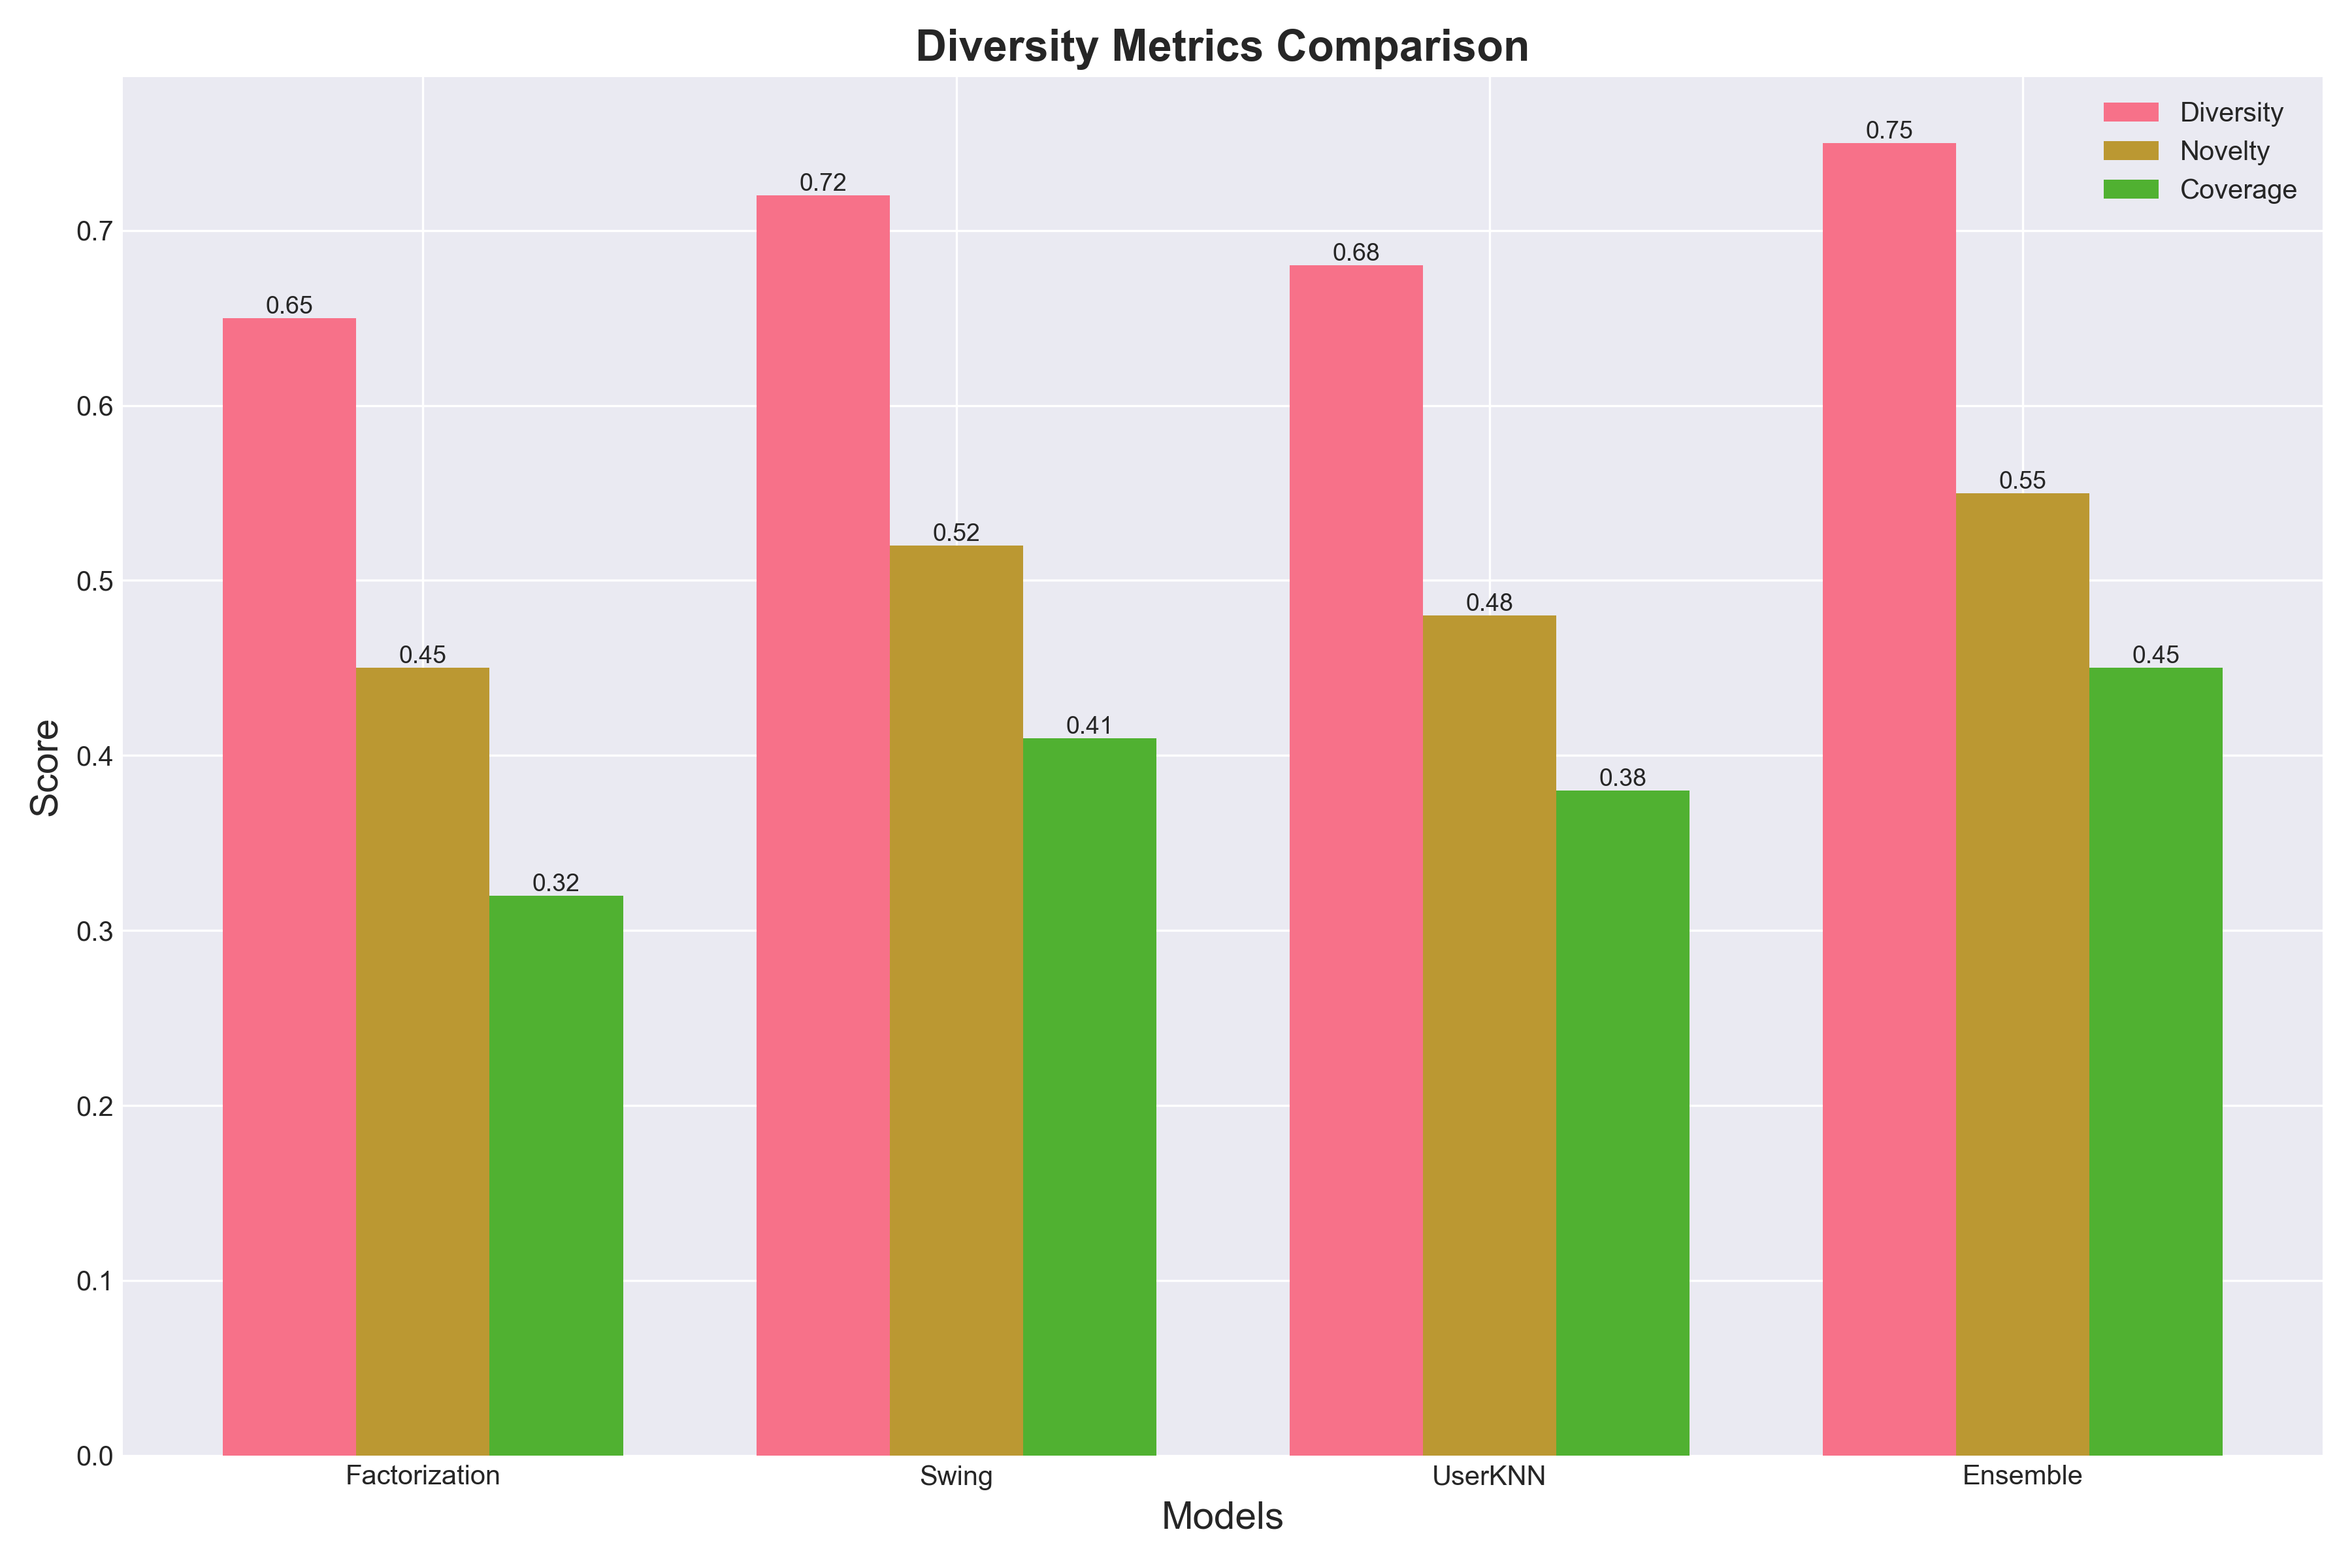 Diversity Metrics Comparison
Diversity
Novelty
Coverage
0.65
0.45
0.32
0.72
0.52
0.41
0.68
0.48
0.38
0.75
0.55
0.45
Score
0.7
0.6
0.5
0.4
0.3
0.2
0.1
0.0
Factorization
Swing
UserKNN
Ensemble
Models